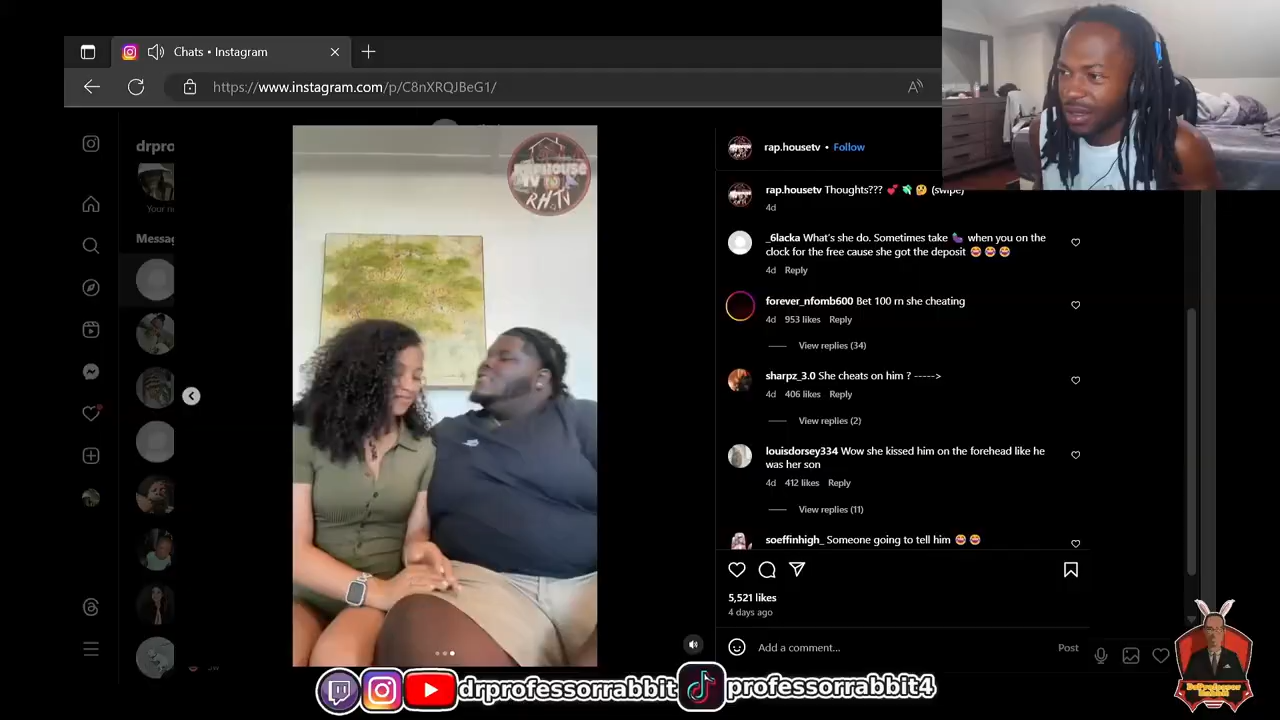 Chats • Instagram
https://www.instagram.com/p/C8nXRQJBeG1/
drpro
Your n
Messag
RAPHOUSE
TV
RH.TV
rap.housetv • Follow
rap.housetv Thoughts??? 💕 💸 🤔 (swipe)
4d
_6lacka What's she do. Sometimes take 🍆 when you on the
clock for the free cause she got the deposit 😂 😂 😂
4d Reply
forever_nfomb600 Bet 100 rn she cheating
4d 953 likes Reply
View replies (34)
sharpz_3.0 She cheats on him ? ----->
4d 406 likes Reply
View replies (2)
louisdorsey334 Wow she kissed him on the forehead like he
was her son
4d 412 likes Reply
View replies (11)
soeffinhigh_ Someone going to tell him 😂 😂
5,521 likes
4 days ago
Add a comment...
Post
drprofessorrabbit
professorrabbit4